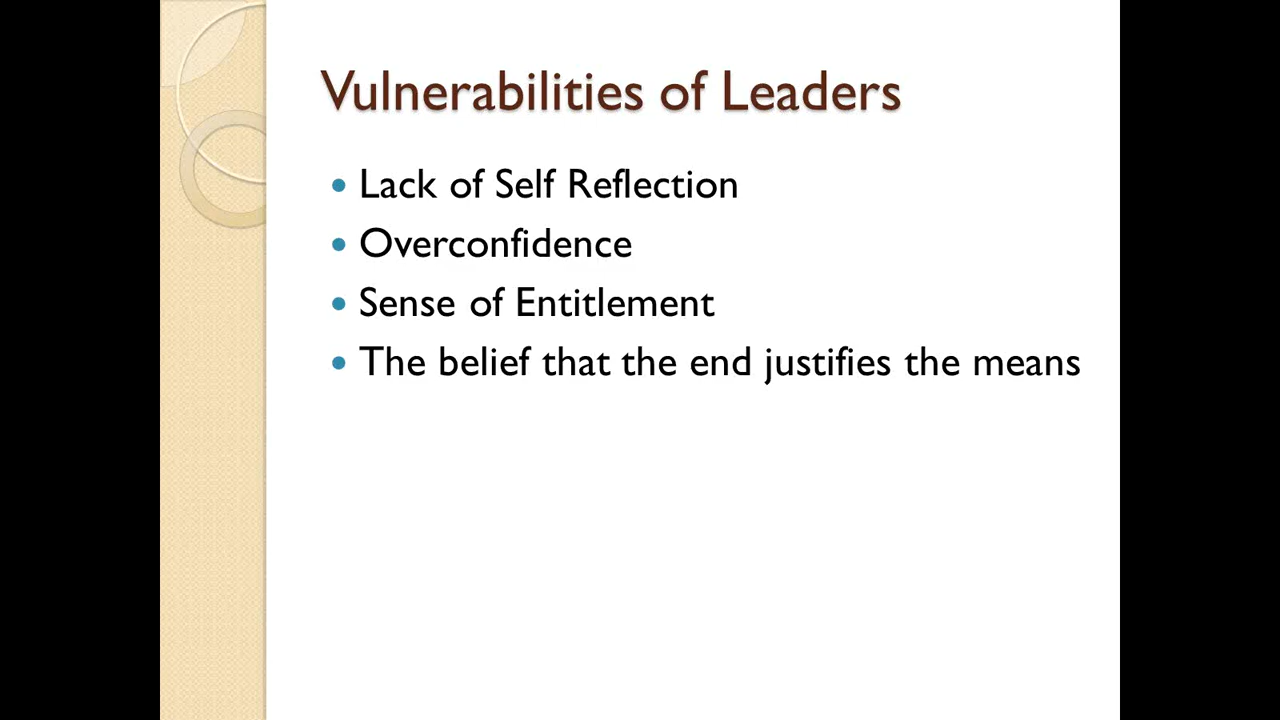 Vulnerabilities of Leaders
• Lack of Self Reflection
• Overconfidence
• Sense of Entitlement
• The belief that the end justifies the means